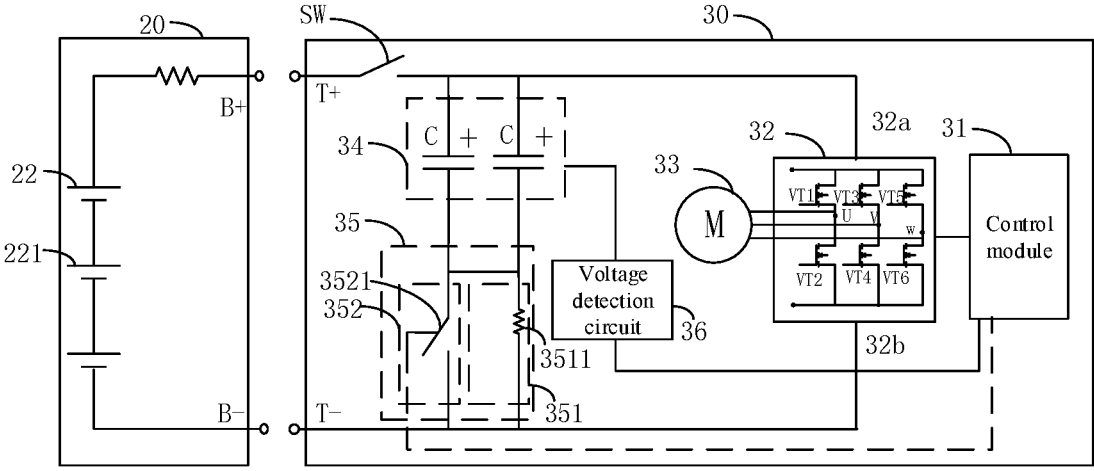 SW
20
30
B+
T+
C +
C +
34
32
32a
31
33
22
VT1
VT3
VT5
U
V
W
M
Control
module
35
221
3521
352
Voltage
detection
circuit
VT2
VT4
VT6
36
3511
32b
351
B-
T-